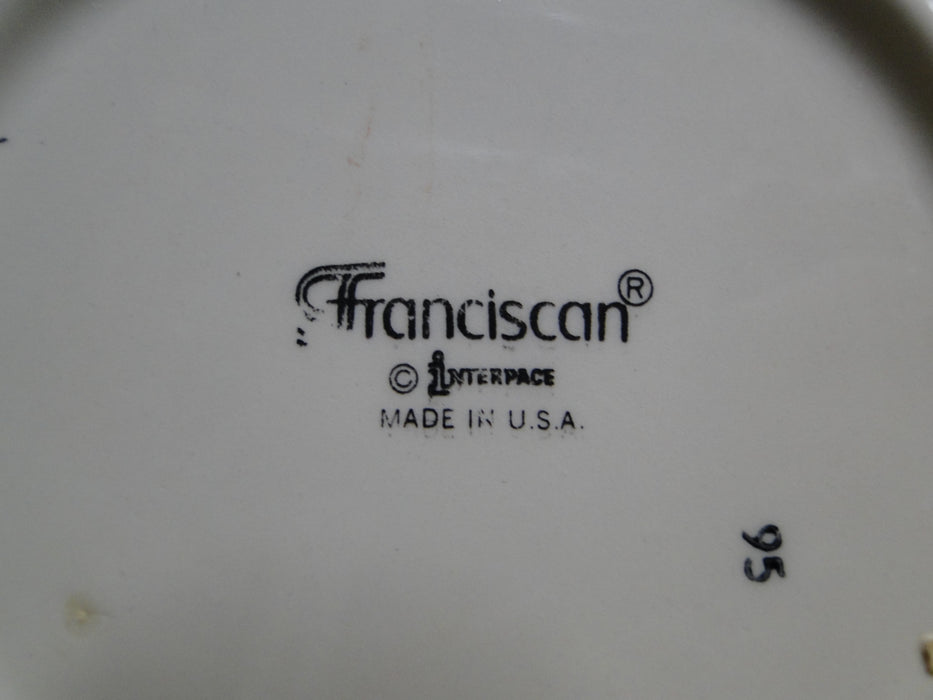 Franciscan®
© INTERPACE
MADE IN U.S.A.
95